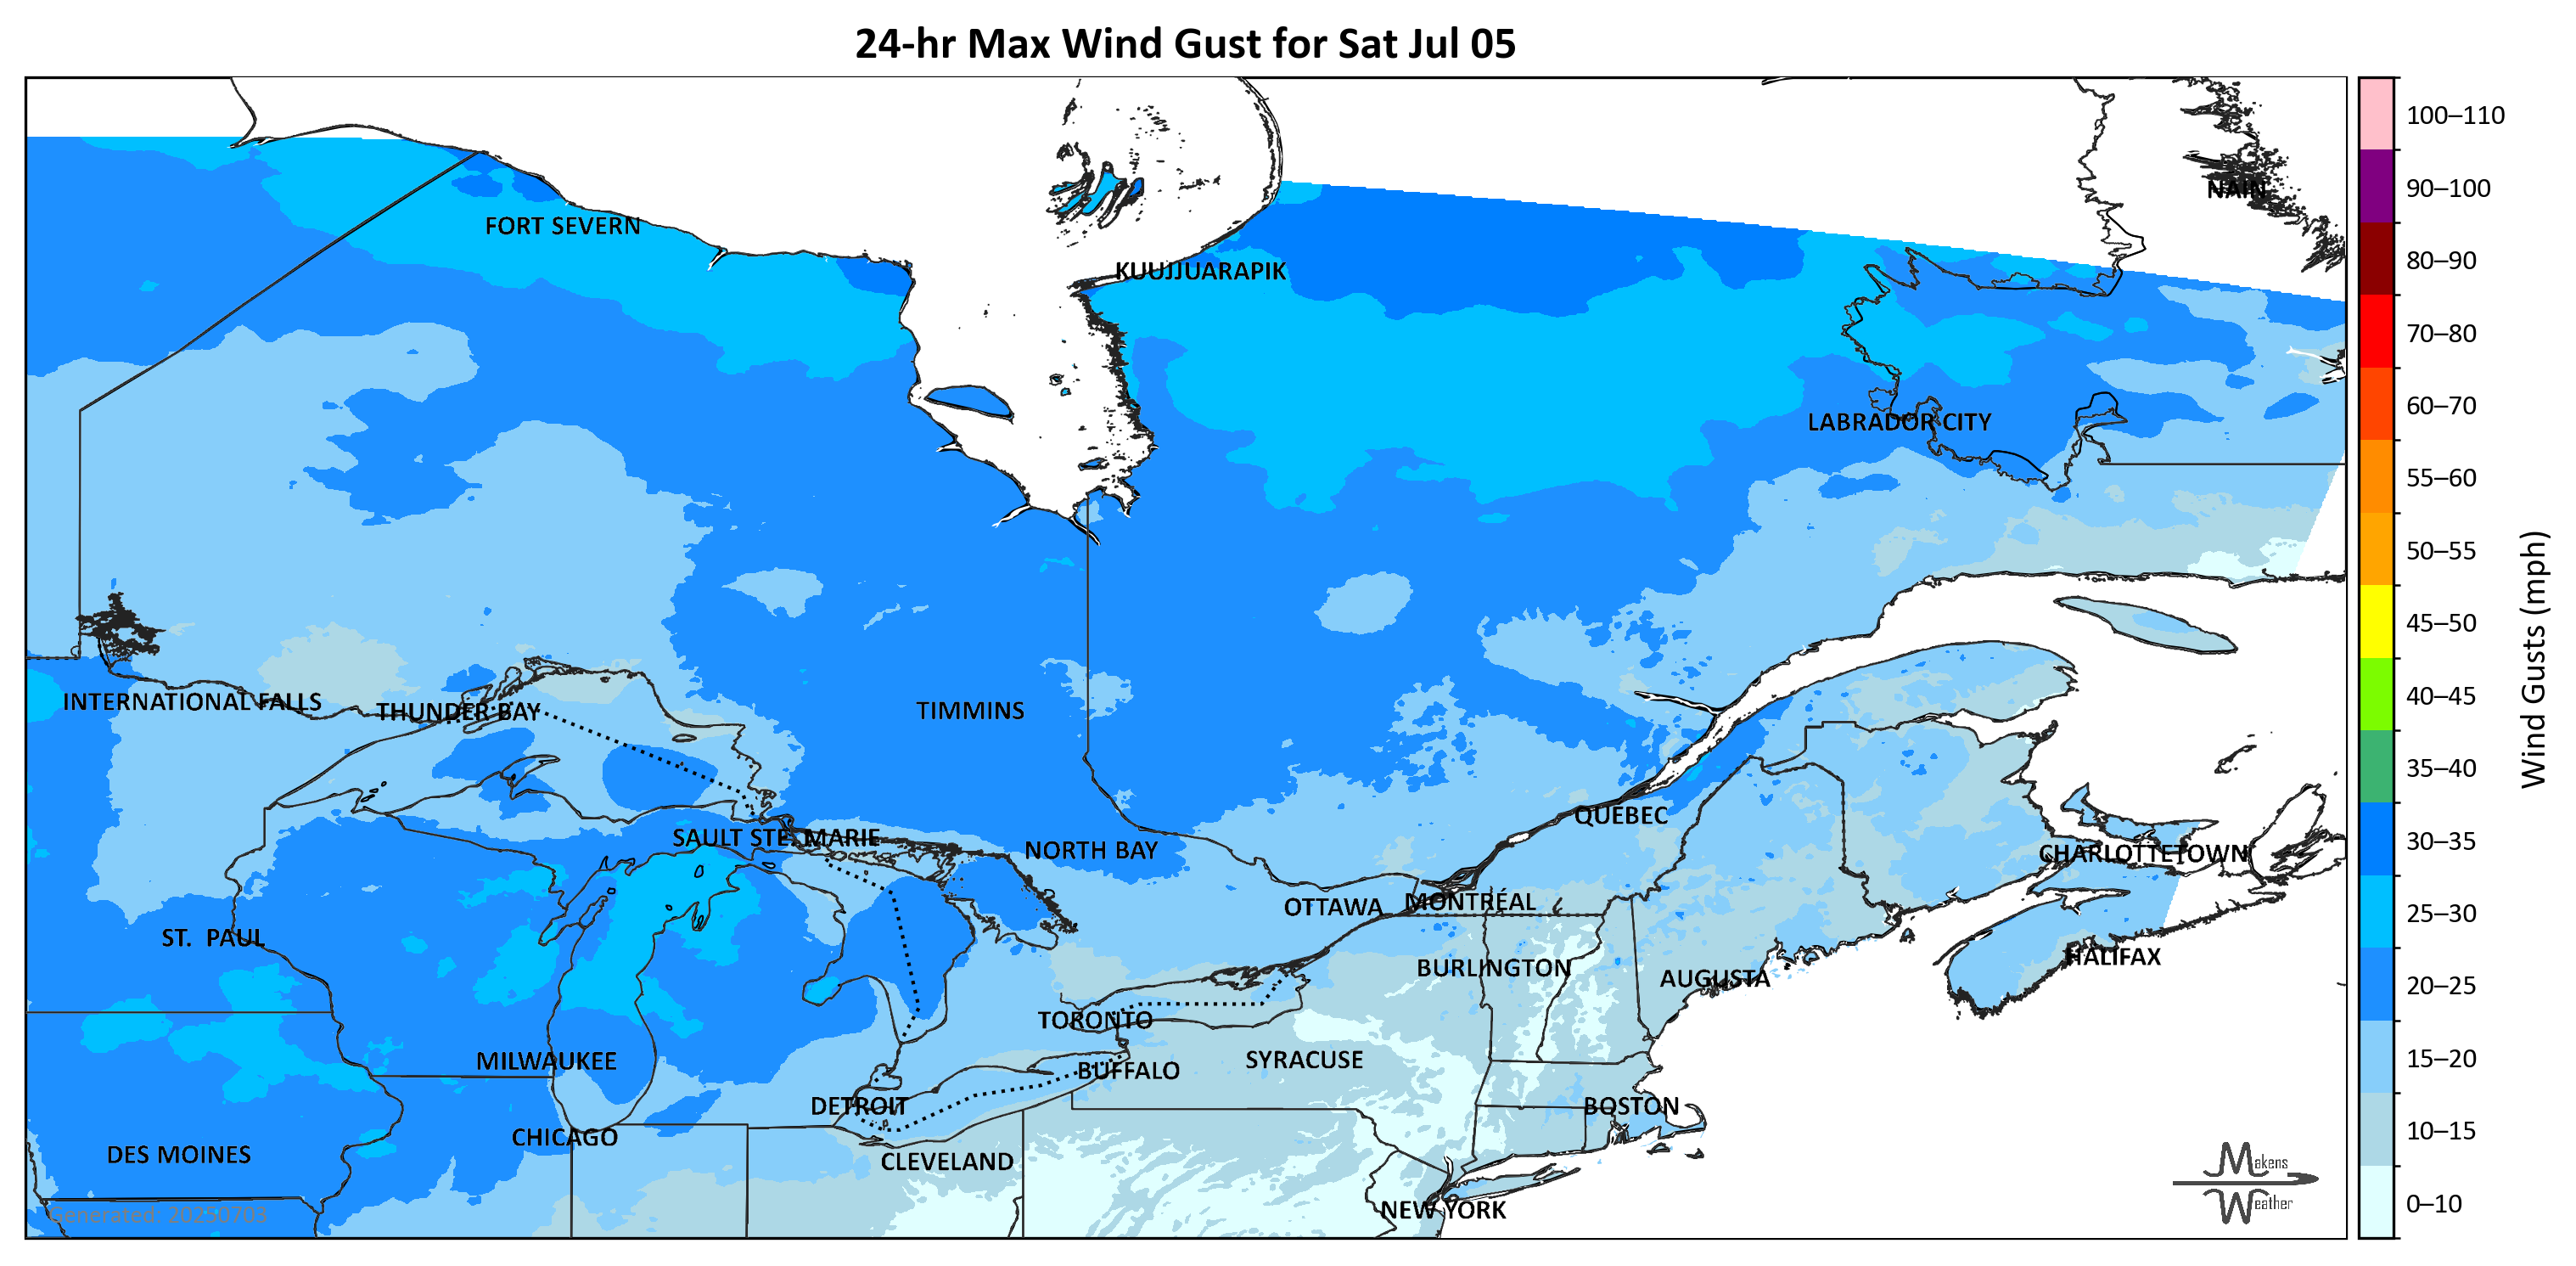 24-hr Max Wind Gust for Sat Jul 05
100–110
90–100
NAIN
80–90
FORT SEVERN
KUUJJUARAPIK
70–80
60–70
LABRADOR CITY
55–60
50–55
45–50
40–45
INTERNATIONAL FALLS
THUNDER BAY
TIMMINS
35–40
Wind Gusts (mph)
QUEBEC
30–35
SAULT STE. MARIE
NORTH BAY
CHARLOTTETOWN
OTTAWA
MONTRÉAL
25–30
ST. PAUL
HALIFAX
BURLINGTON
AUGUSTA
20–25
TORONTO
MILWAUKEE
SYRACUSE
15–20
BUFFALO
DETROIT
BOSTON
CHICAGO
10–15
DES MOINES
CLEVELAND
Makens
Weather
NEW YORK
0–10
Generated: 20250703